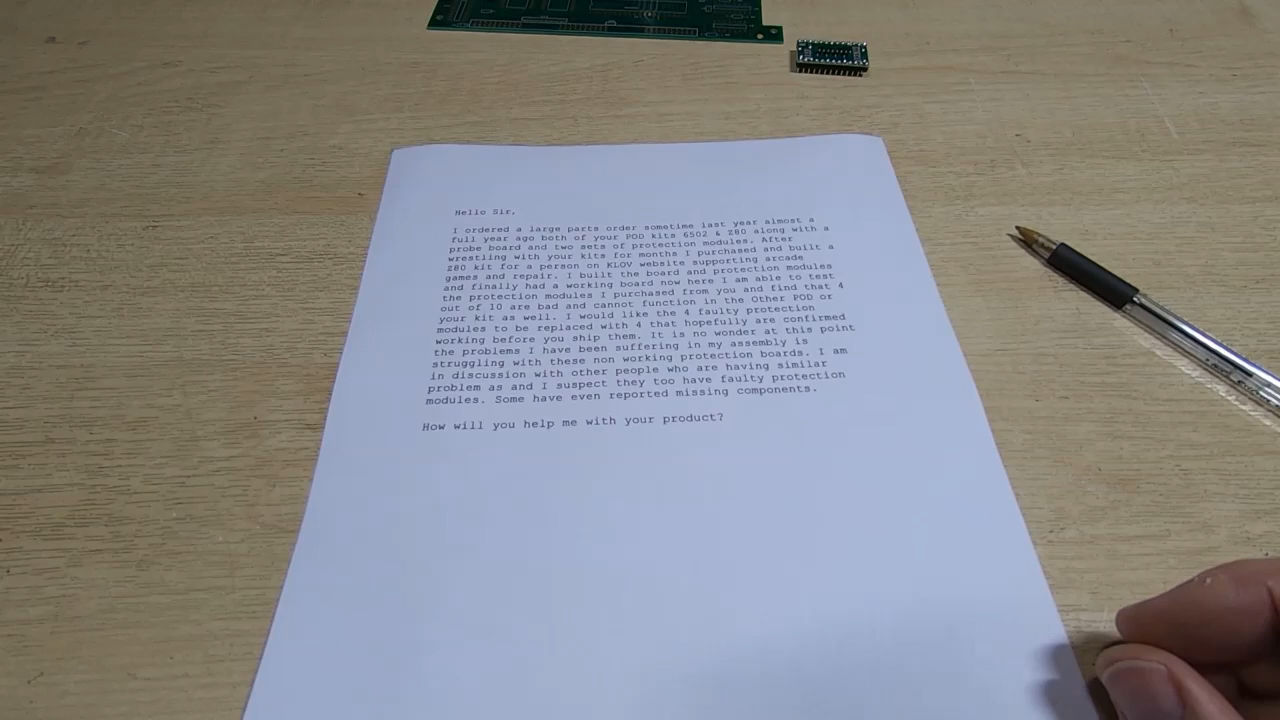 Hello Sir,
I ordered a large parts order sometime last year almost a
full year ago both of your POD kits 6502 & Z80 along with a
probe board and two sets of protection modules. After
wrestling with your kits for months I purchased and built a
Z80 kit for a person on KLOV website supporting arcade
games and repair. I built the board and protection modules
and finally had a working board now here I am able to test
the protection modules I purchased from you and find that 4
out of 10 are bad and cannot function in the Other POD or
your kit as well. I would like the 4 faulty protection
modules to be replaced with 4 that hopefully are confirmed
working before you ship them. It is no wonder at this point
the problems I have been suffering in my assembly is
struggling with these non working protection boards. I am
in discussion with other people who are having similar
problem as and I suspect they too have faulty protection
modules. Some have even reported missing components.
How will you help me with your product?